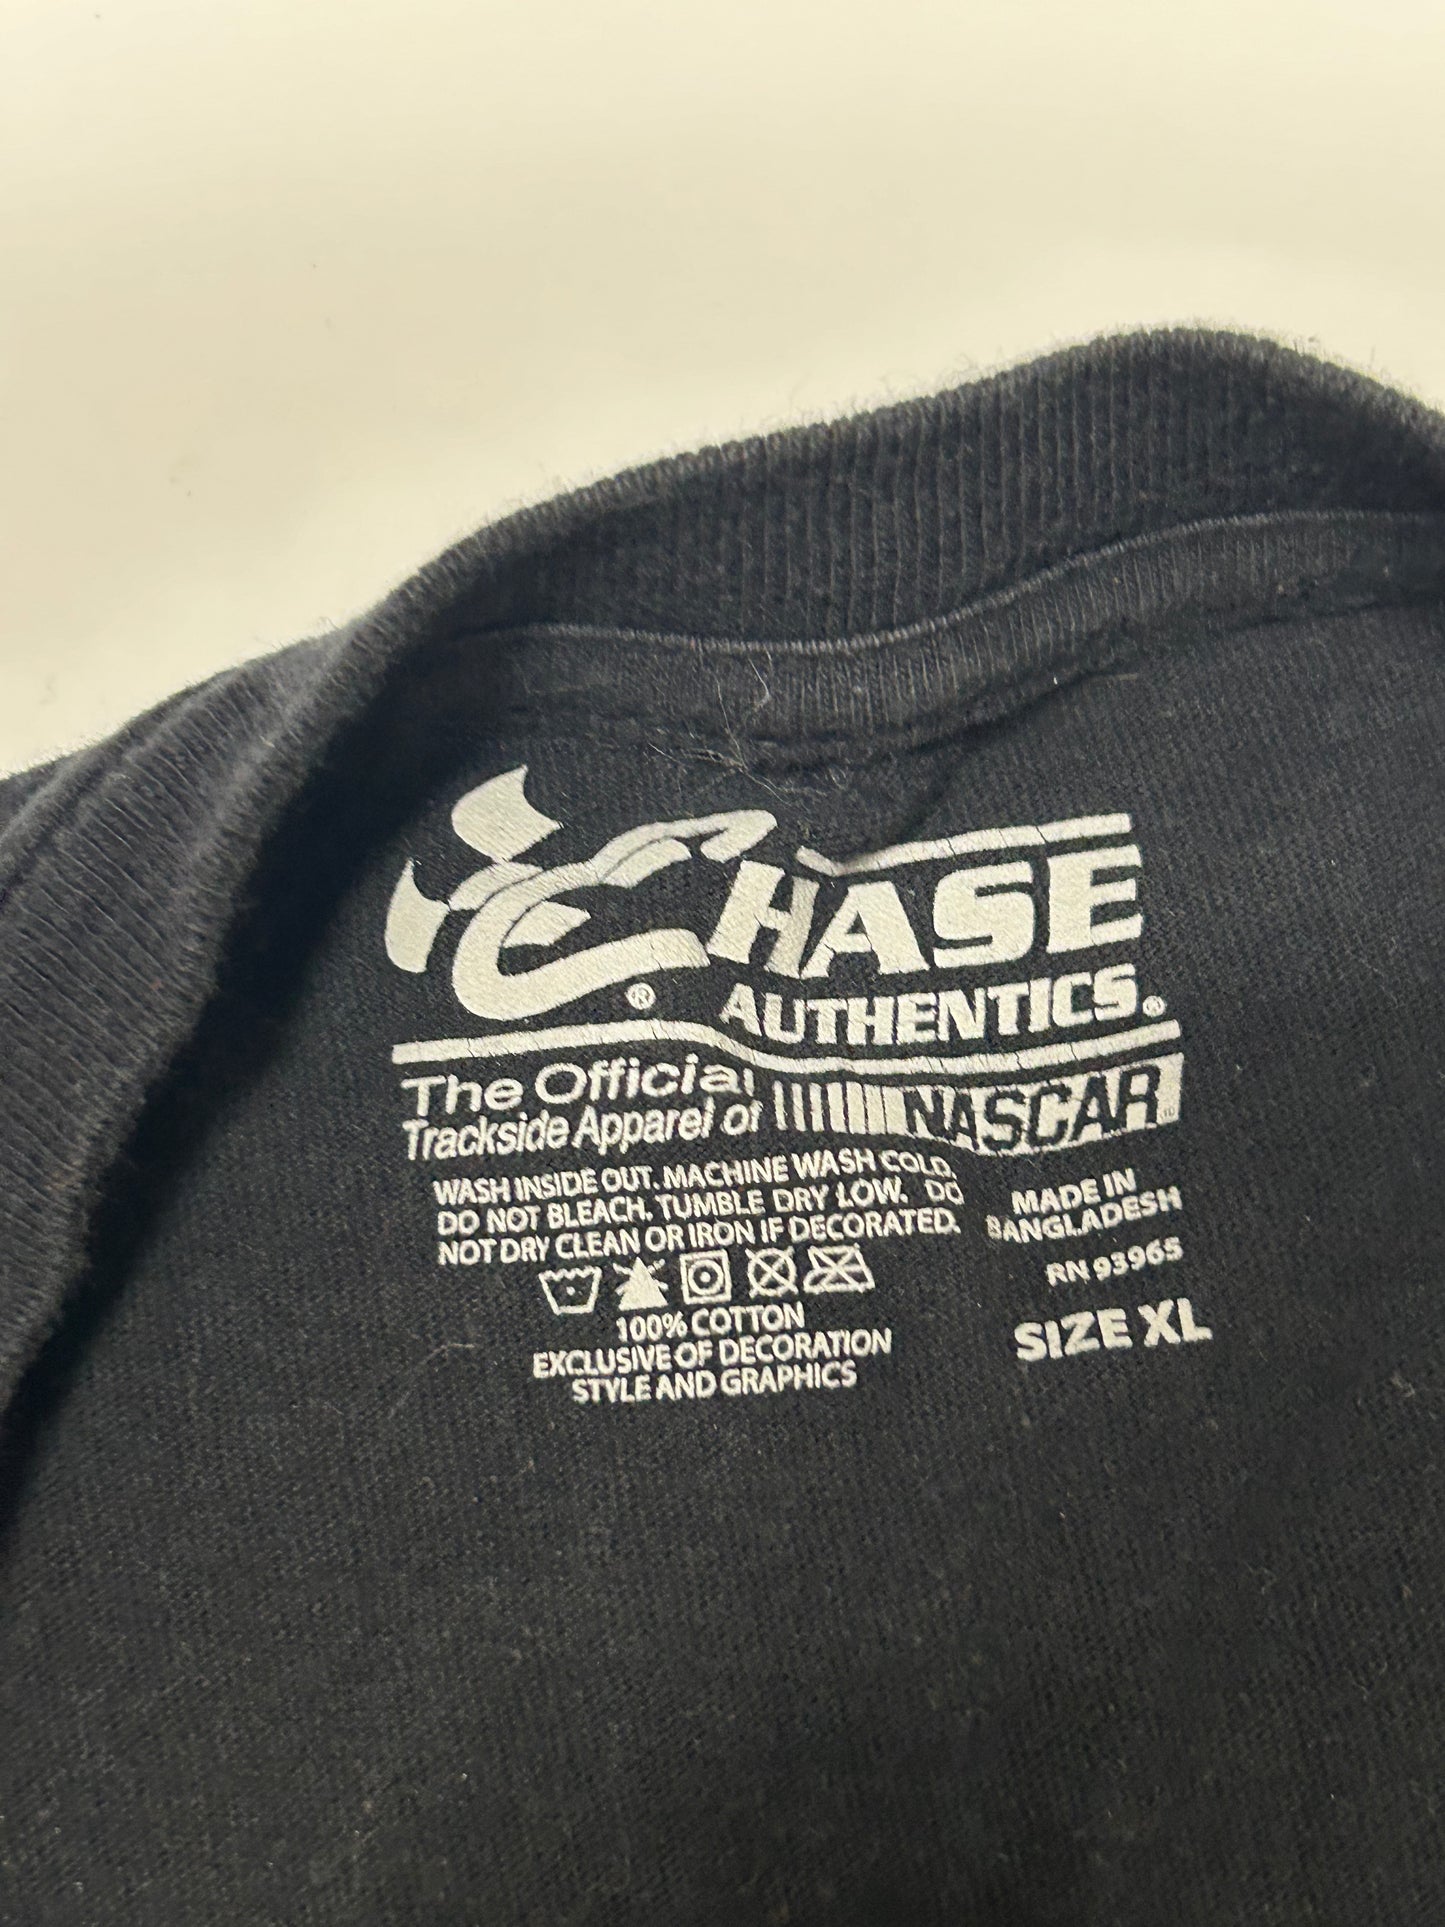 CHASE
AUTHENTICS®
®
The Official
Trackside Apparel of NASCAR
WASH INSIDE OUT. MACHINE WASH COLD.
DO NOT BLEACH. TUMBLE DRY LOW. DO
NOT DRY CLEAN OR IRON IF DECORATED.
100% COTTON
EXCLUSIVE OF DECORATION
STYLE AND GRAPHICS
MADE IN
BANGLADESH
RN 93965
SIZE XL